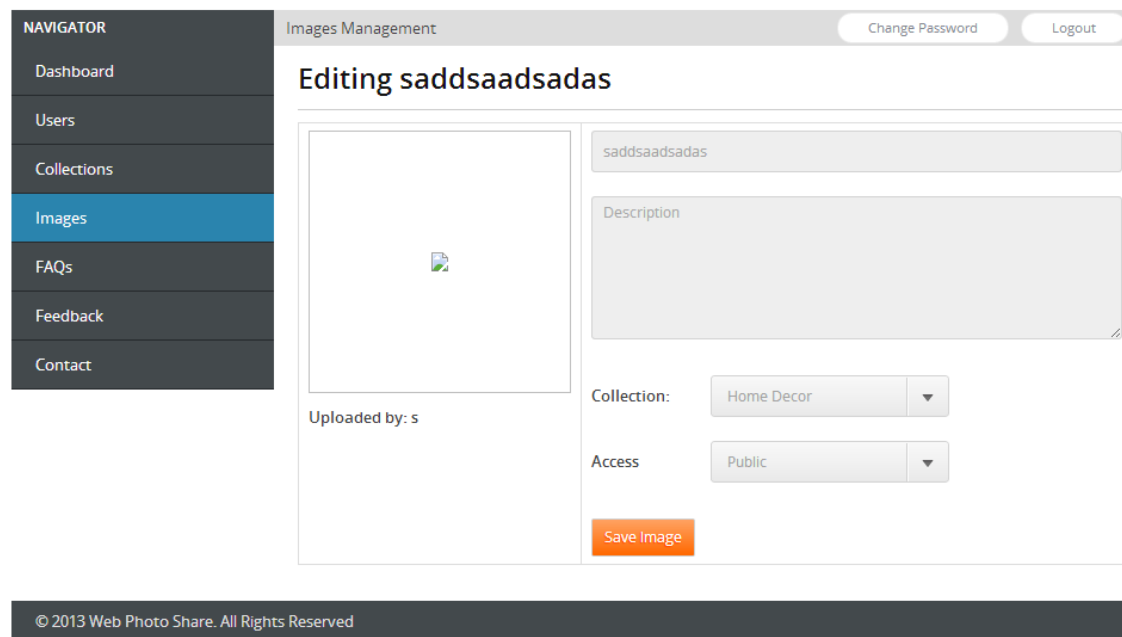 NAVIGATOR
Dashboard
Users
Collections
Images
FAQs
Feedback
Contact
Images Management
Change Password
Logout
Editing saddsaadsadas
Uploaded by: s
saddsaadsadas
Description
Collection: Home Decor
Access Public
Save Image
© 2013 Web Photo Share. All Rights Reserved